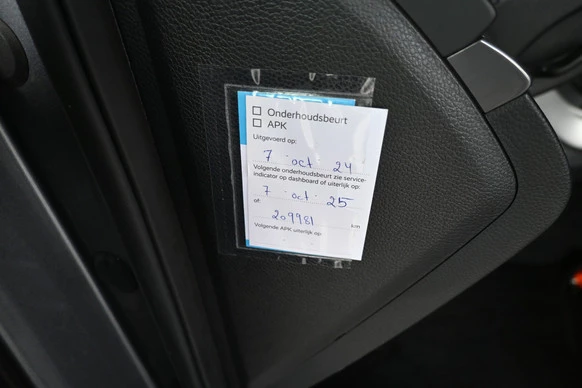 ☐ Onderhoudsbeurt
☐ APK
Uitgevoerd op:
7 oct 24
Volgende onderhoudsbeurt zie service-
indicator op dashboard of uiterlijk op:
7 oct 25
of:
209981 km
Volgende APK uiterlijk op: